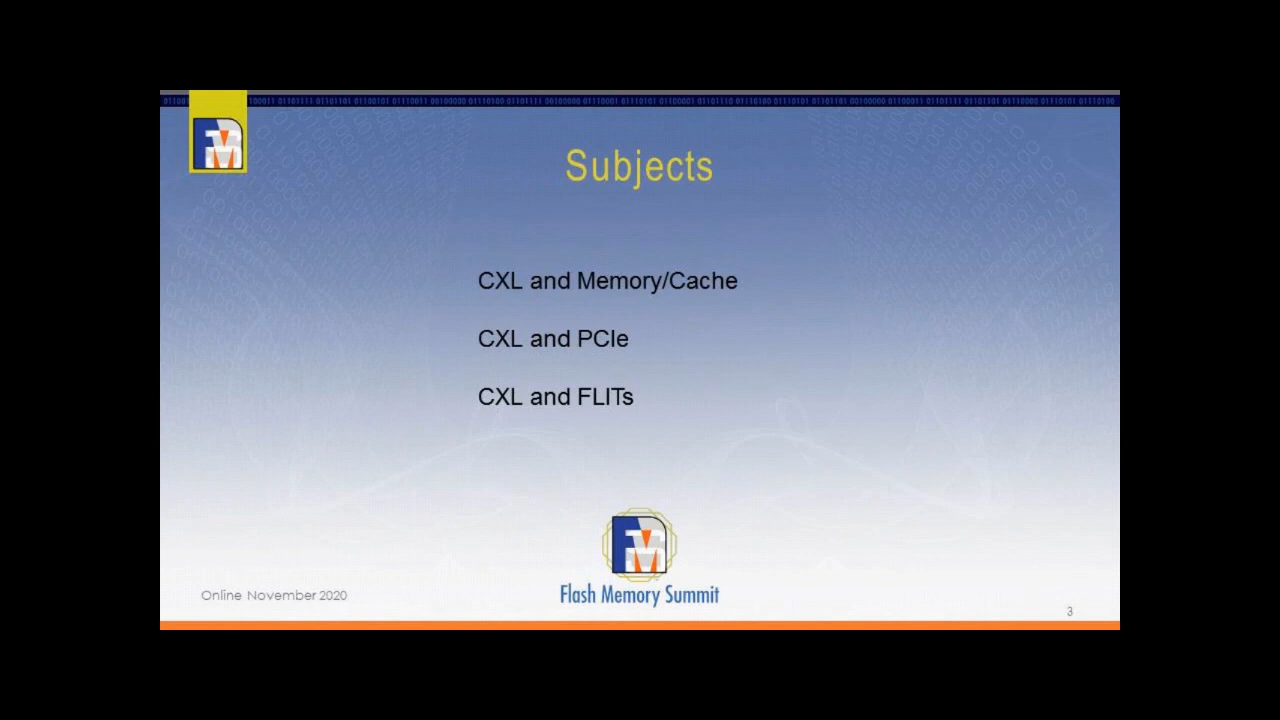 Subjects
CXL and Memory/Cache
CXL and PCIe
CXL and FLITs
Flash Memory Summit
Online November 2020
3